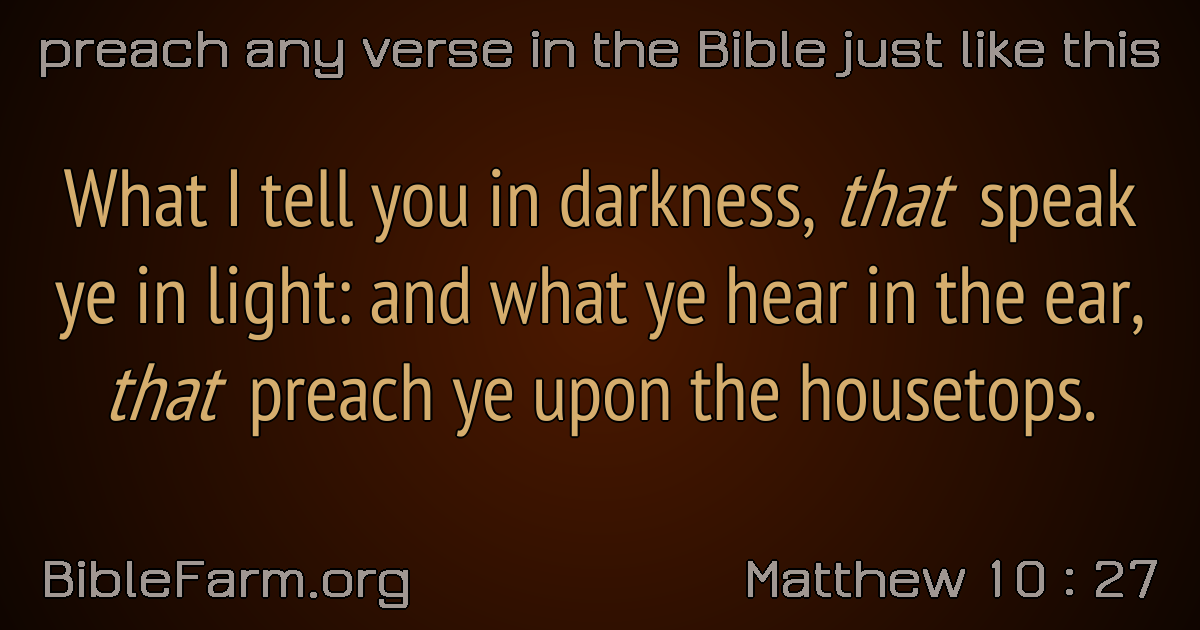 preach any verse in the Bible just like this
What I tell you in darkness, that speak
ye in light: and what ye hear in the ear,
that preach ye upon the housetops.
BibleFarm.org
Matthew 10 : 27